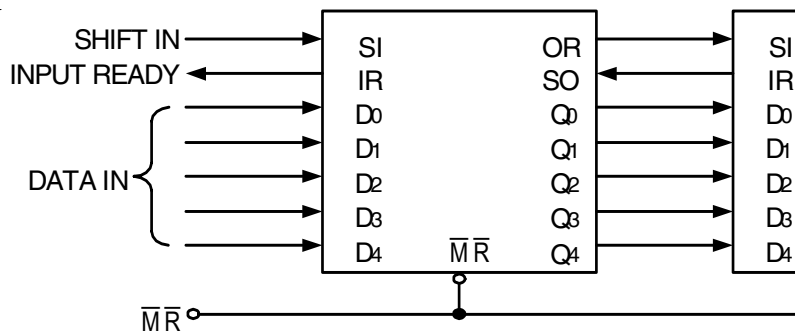 SHIFT IN
INPUT READY
DATA IN
SI
IR
D0
D1
D2
D3
D4
OR
SO
Q0
Q1
Q2
Q3
Q4
M̅R̅
SI
IR
D0
D1
D2
D3
D4
M̅R̅